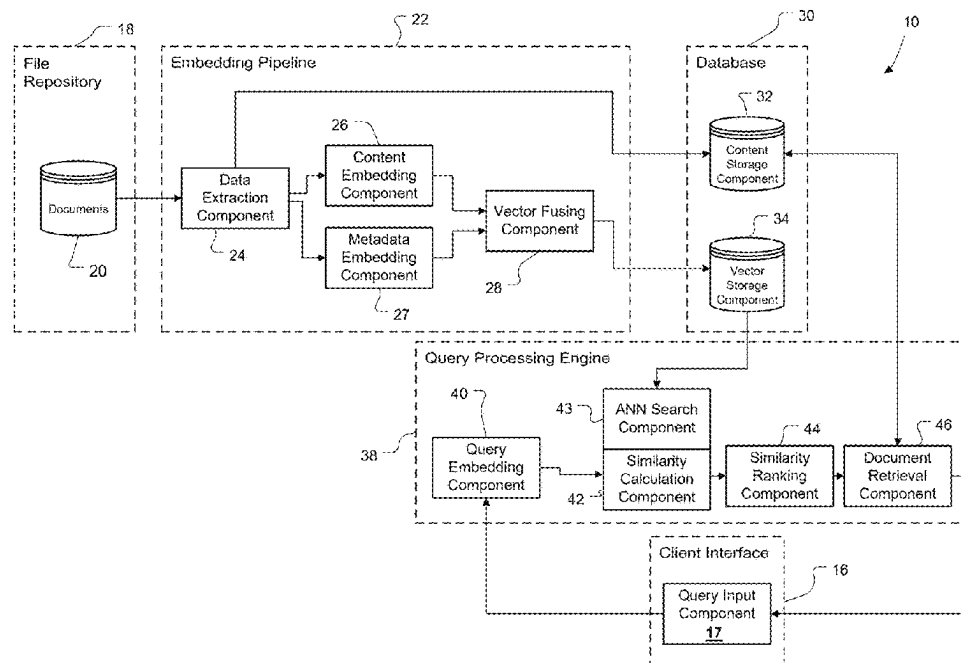 18
22
30
10
File
Repository
Embedding Pipeline
Database
32
26
Content
Storage
Component
Content
Embedding
Component
Data
Extraction
Component
Documents
Vector Fusing
Component
34
24
20
Metadata
Embedding
Component
28
Vector
Storage
Component
27
Query Processing Engine
40
43
ANN Search
Component
44
46
38
Query
Embedding
Component
Similarity
Calculation
Component
42
Similarity
Ranking
Component
Document
Retrieval
Component
Client Interface
16
Query Input
Component
17